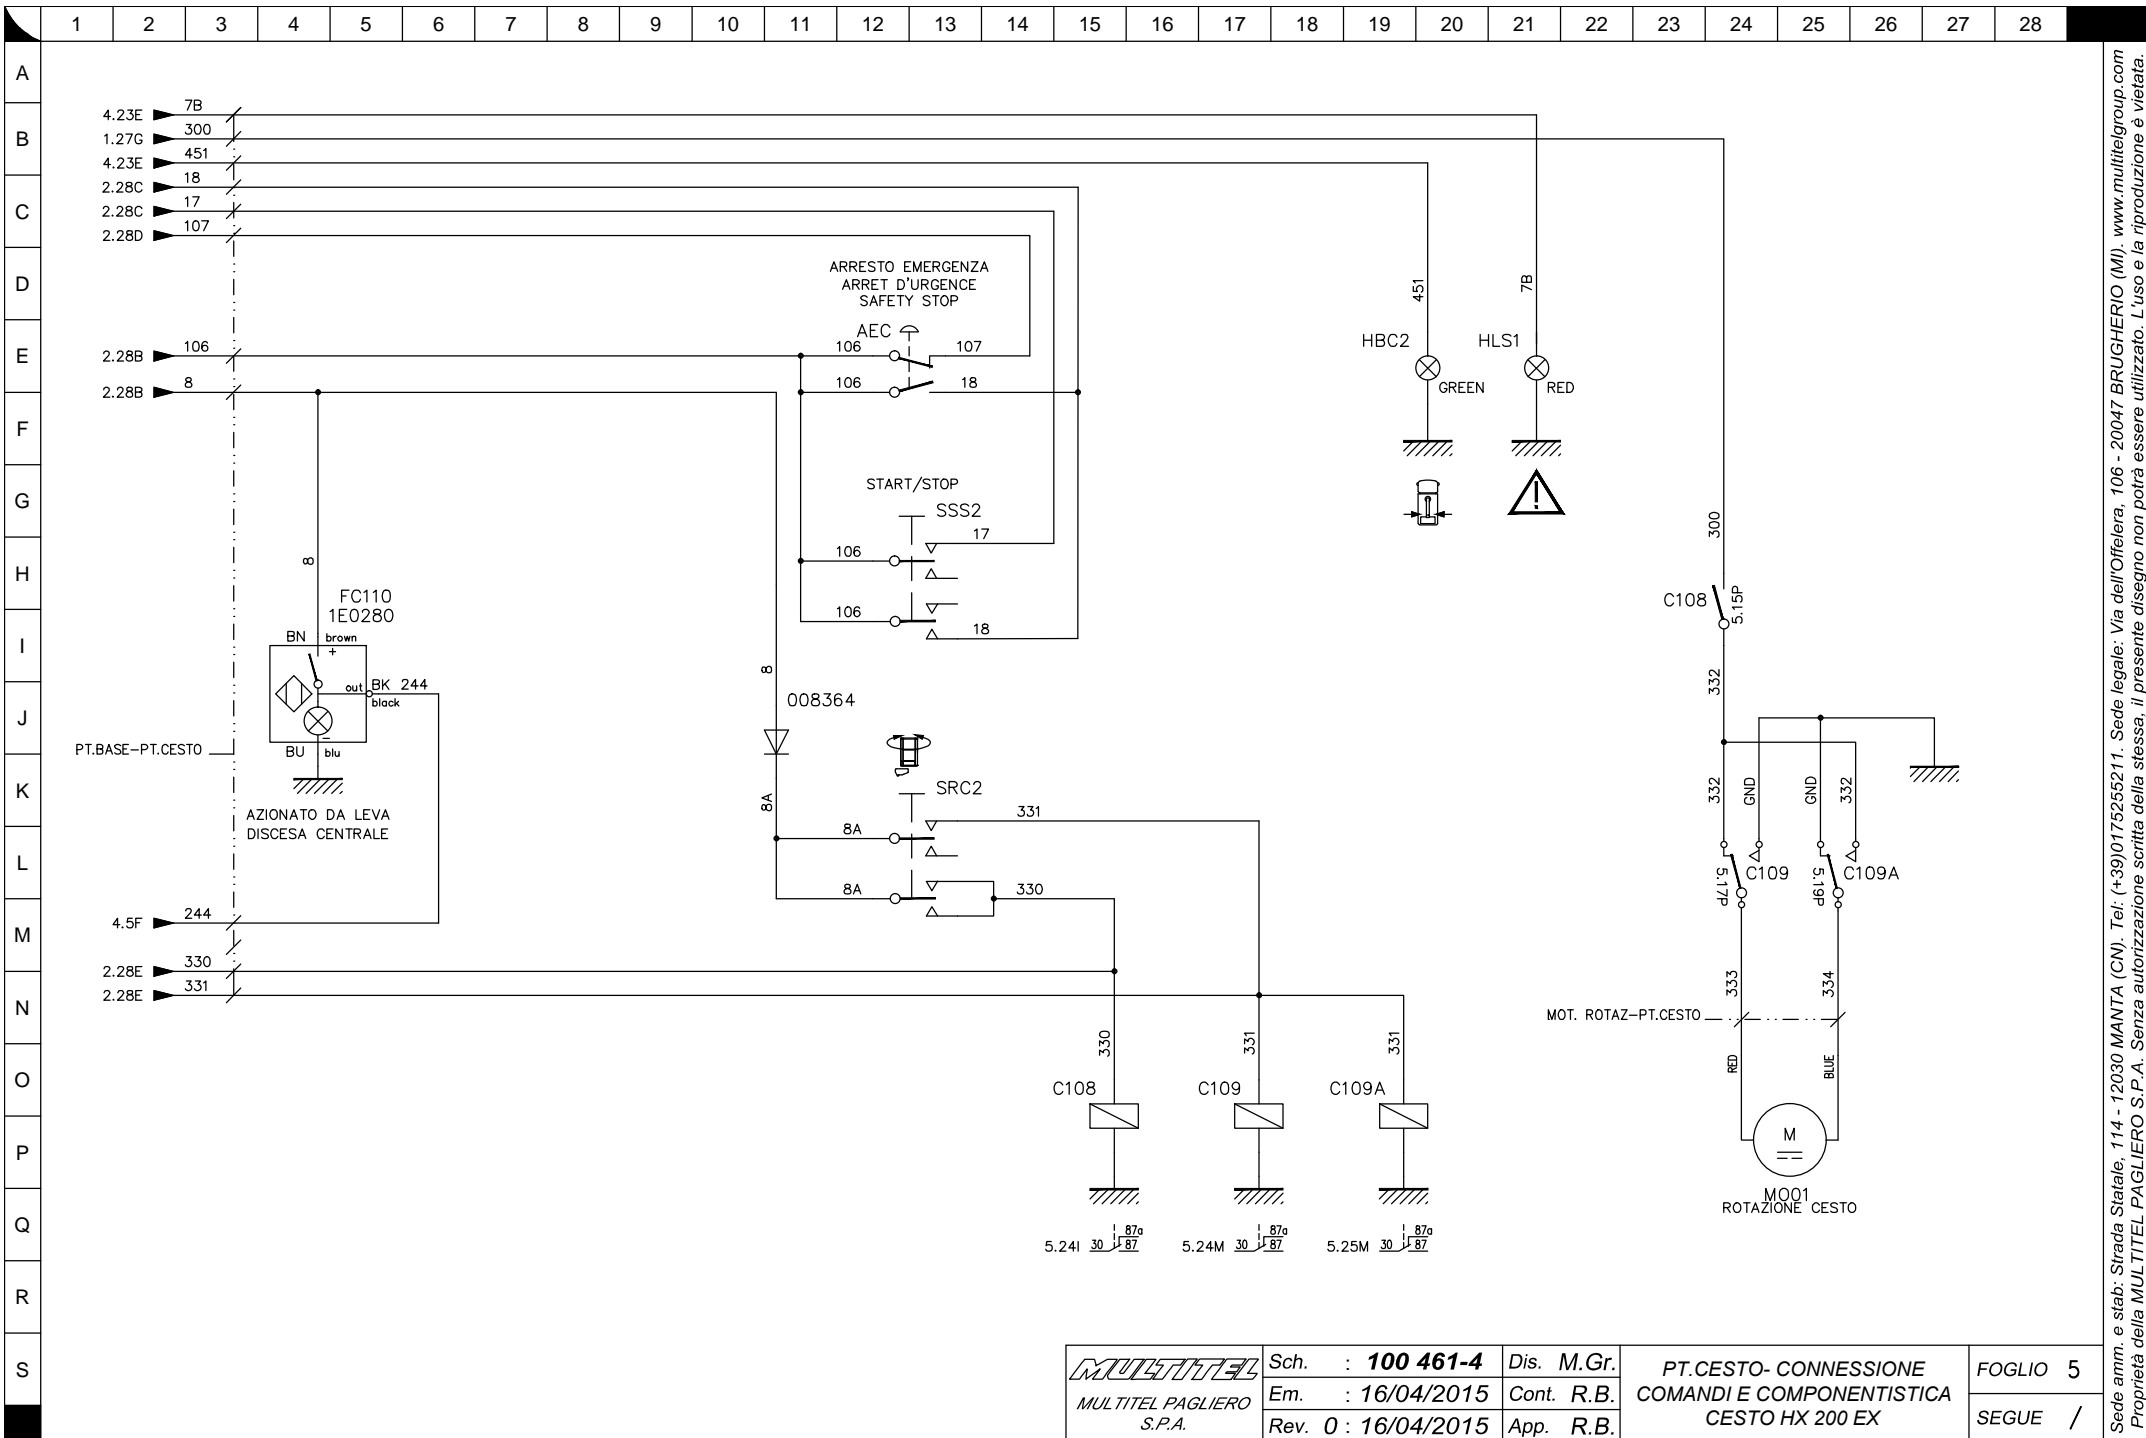 1 2 3 4 5 6 7 8 9 10 11 12 13 14 15 16 17 18 19 20 21 22 23 24 25 26 27 28
A
B
C
D
E
F
G
H
I
J
K
L
M
N
O
P
Q
R
S
4.23E 7B
1.27G 300
4.23E 451
2.28C 18
2.28C 17
2.28D 107
ARRESTO EMERGENZA
ARRET D'URGENCE
SAFETY STOP
AEC
2.28B 106
106 107
2.28B 8
106 18
451
7B
HBC2
GREEN
HLS1
RED
START/STOP
SSS2
17
106
106
18
300
8
FC110
1E0280
BN brown
+
out BK 244
black
-
BU blu
AZIONATO DA LEVA
DISCESA CENTRALE
PT.BASE-PT.CESTO
8
008364
8A
SRC2
331
8A
8A 330
C108
5.15P
332
332
GND
GND
332
5.17P
C109
5.19P
C109A
4.5F 244
2.28E 330
2.28E 331
333
334
MOT. ROTAZ-PT.CESTO
RED
BLUE
330
331
331
C108
C109
C109A
M
M001
ROTAZIONE CESTO
5.24I 30 87a 87
5.24M 30 87a 87
5.25M 30 87a 87
MULTITEL
MULTITEL PAGLIERO
S.P.A.
Sch. : 100 461-4
Em. : 16/04/2015
Rev. 0 : 16/04/2015
Dis. M.Gr.
Cont. R.B.
App. R.B.
PT.CESTO- CONNESSIONE
COMANDI E COMPONENTISTICA
CESTO HX 200 EX
FOGLIO 5
SEGUE /
Sede amm. e stab: Strada Statale, 114 - 12030 MANTA (CN). Tel: (+39)0175255211. Sede legale: Via dell'Offelera, 106 - 20047 BRUGHERIO (MI). www.multitelgroup.com
Proprietà della MULTITEL PAGLIERO S.P.A. Senza autorizzazione scritta della stessa, il presente disegno non potrà essere utilizzato. L'uso e la riproduzione è vietata.